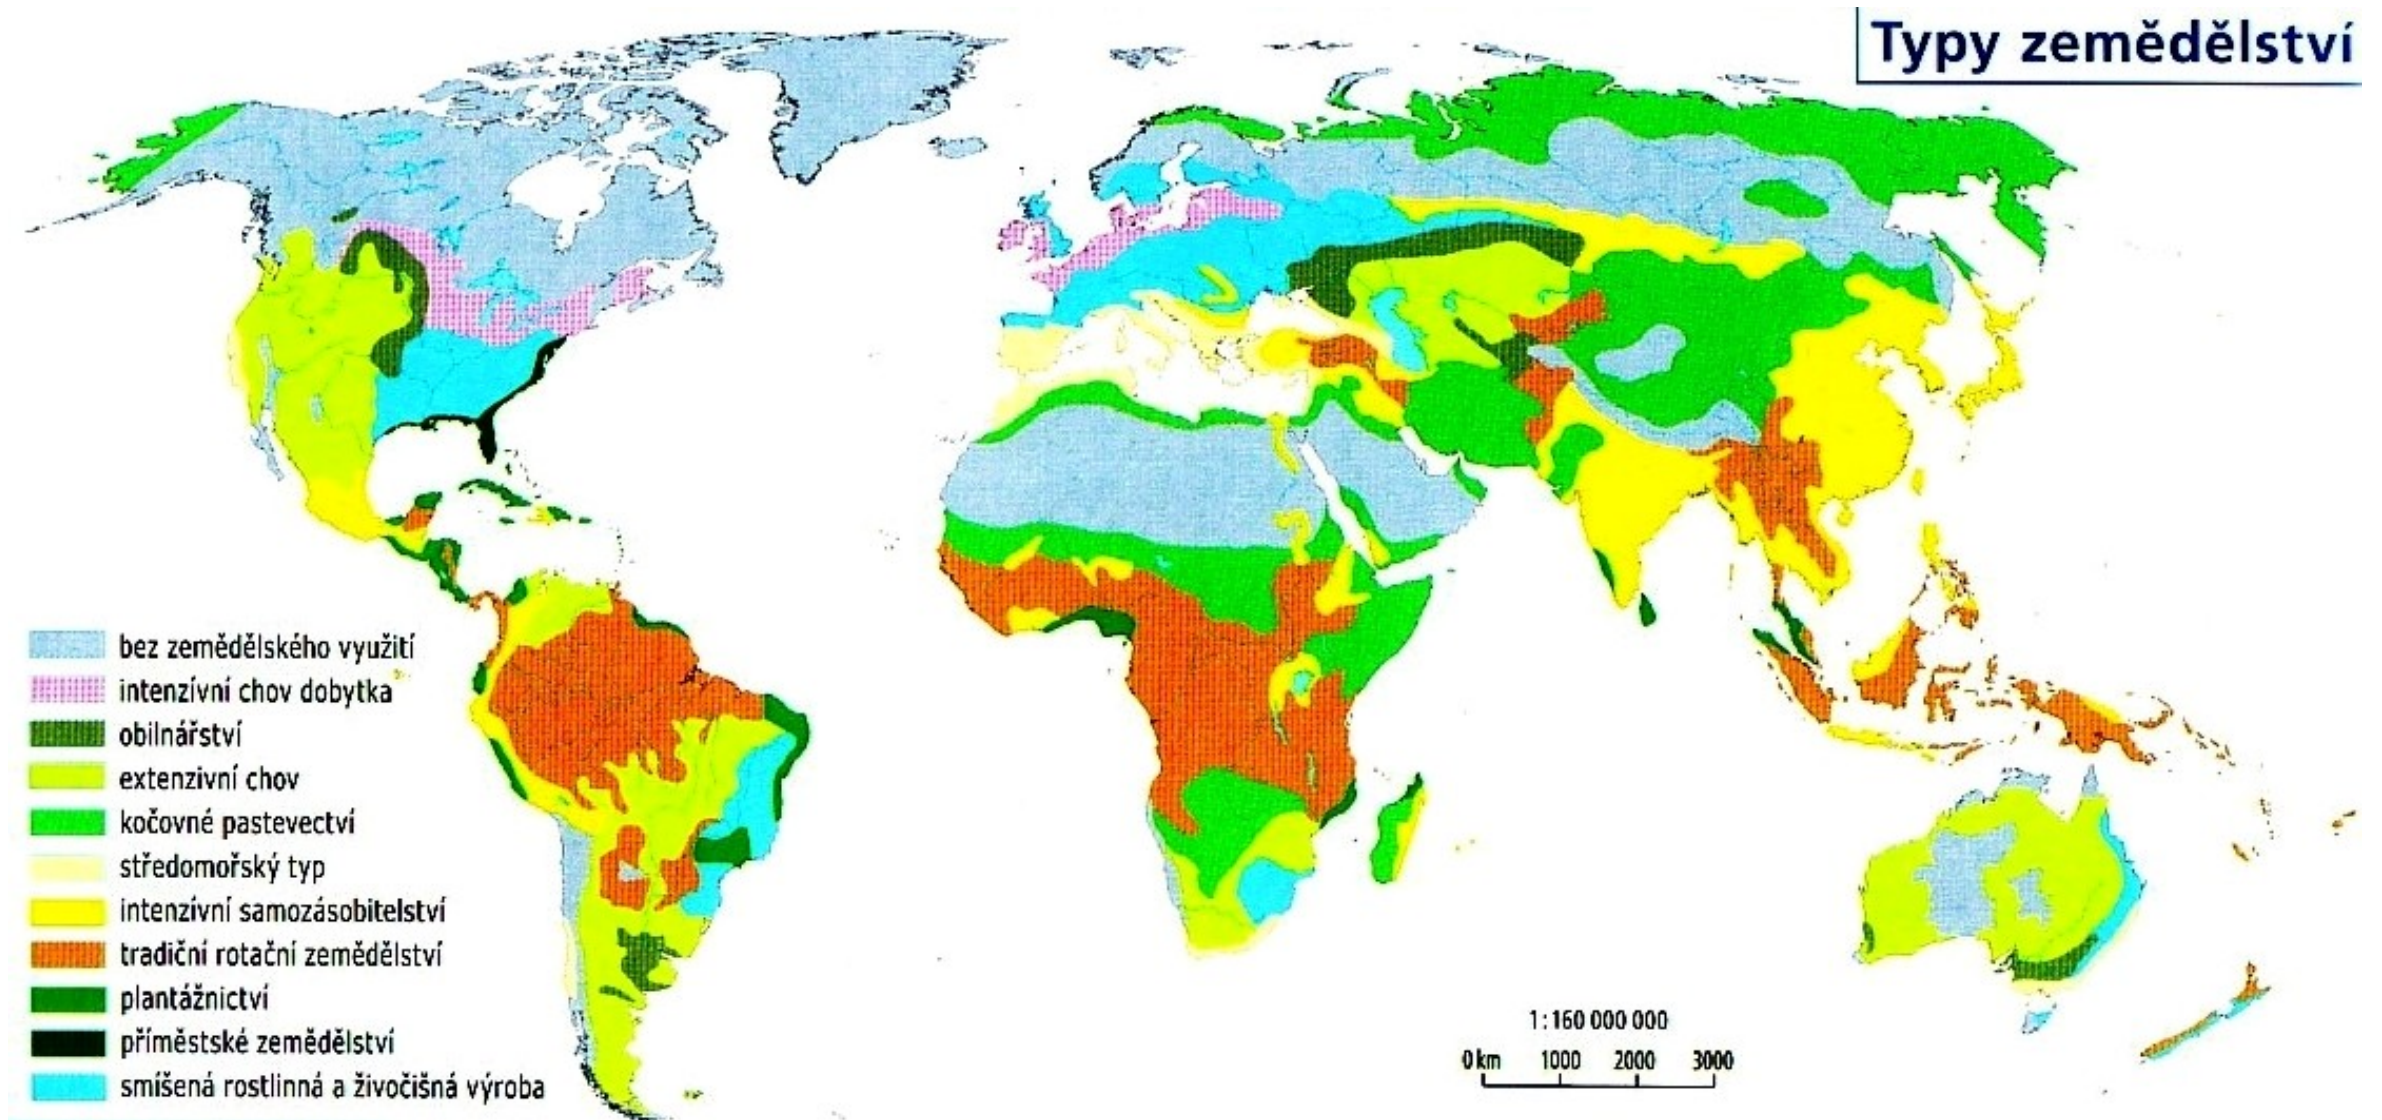 Typy zemědělství
bez zemědělského využití
intenzívní chov dobytka
obilnářství
extenzivní chov
kočovné pastevectví
středomořský typ
intenzívní samozásobitelství
tradiční rotační zemědělství
plantážnictví
příměstské zemědělství
smíšená rostlinná a živočišná výroba
1:160 000 000
0 km 1000 2000 3000